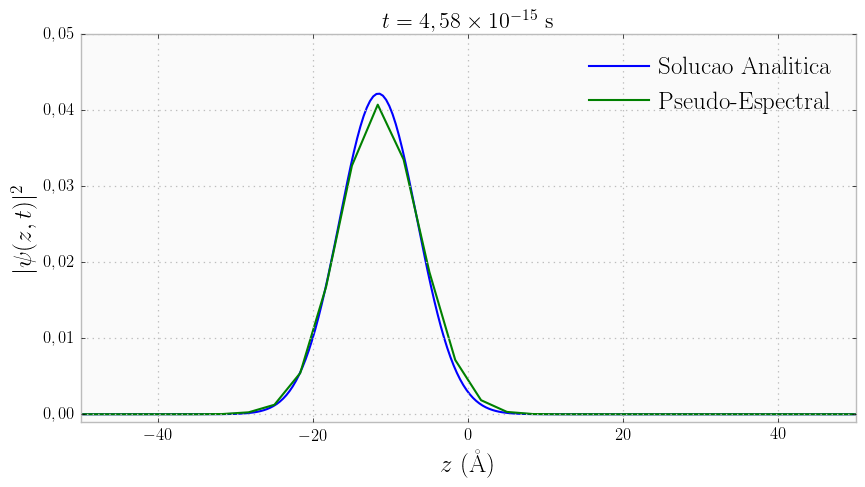 t = 4,58 × 10⁻¹⁵ s
Solucao Analitica
Pseudo-Espectral
|ψ(z, t)|²
0,05
0,04
0,03
0,02
0,01
0,00
−40 −20 0 20 40
z (Å)